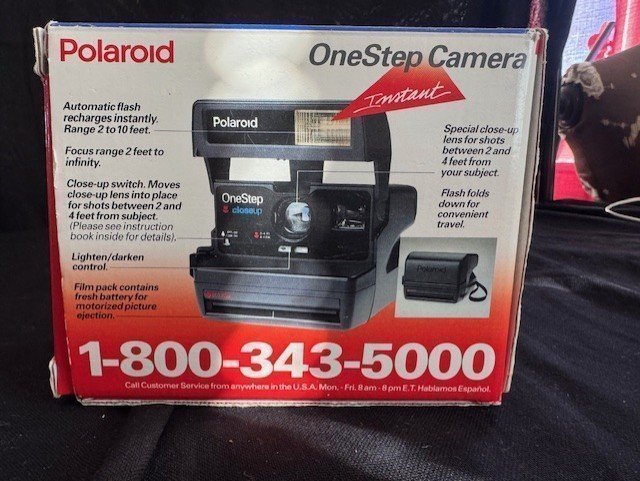 Polaroid
OneStep Camera
Instant
Automatic flash
recharges instantly.
Range 2 to 10 feet.
Focus range 2 feet to
infinity.
Close-up switch. Moves
close-up lens into place
for shots between 2 and
4 feet from subject.
(Please see instruction
book inside for details).
Lighten/darken
control.
Film pack contains
fresh battery for
motorized picture
ejection.
Polaroid
OneStep
closeup
Special close-up
lens for shots
between 2 and
4 feet from
your subject.
Flash folds
down for
convenient
travel.
Polaroid
1-800-343-5000
Call Customer Service from anywhere in the U.S.A. Mon. - Fri. 8 am - 8 pm E.T. Hablamos Español.